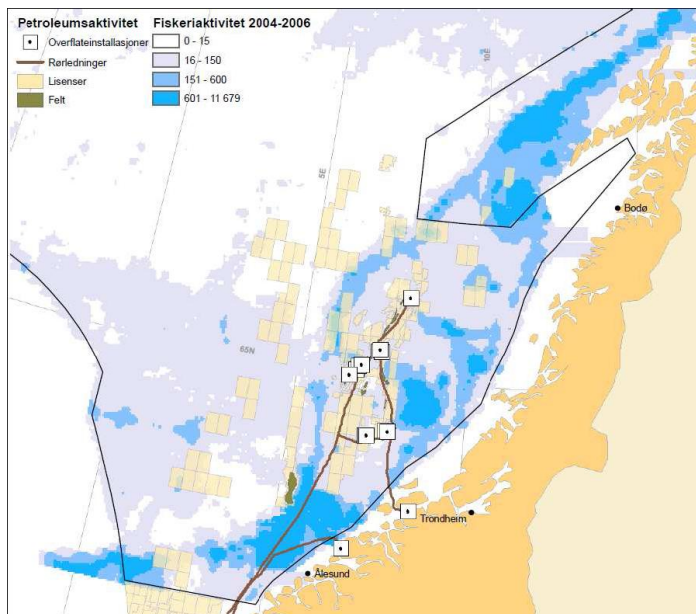 Petroleumsaktivitet
Overflateinstallasjoner
Rørledninger
Lisenser
Felt
Fiskeriaktivitet 2004-2006
0 - 15
16 - 150
151 - 600
601 - 11 679
10E
5E
Bodø
65N
Trondheim
Ålesund